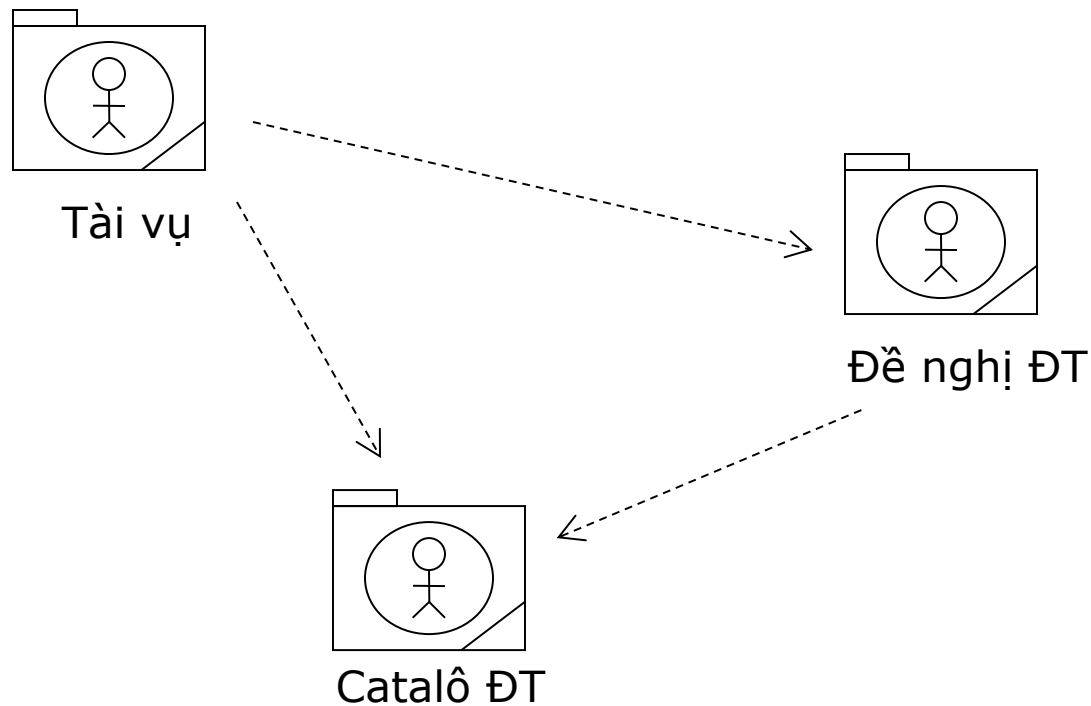 Tài vụ
Đề nghị ĐT
Catalô ĐT